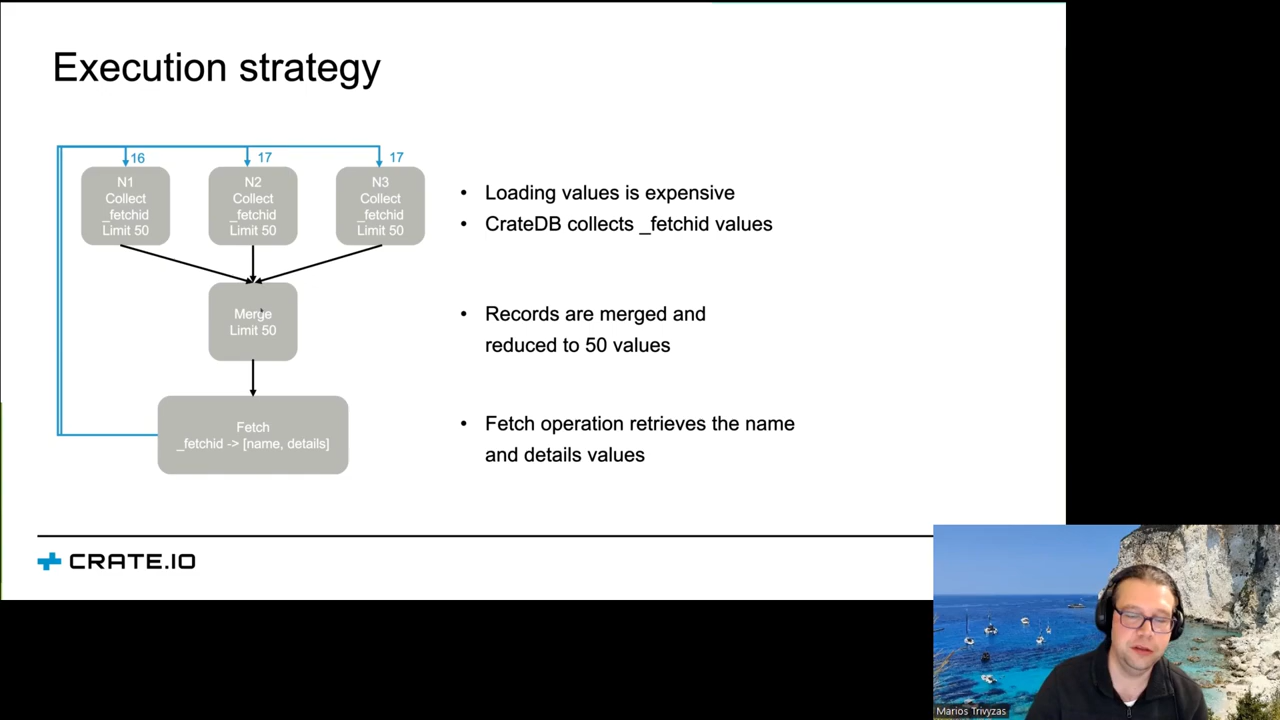 Execution strategy
16
17
17
N1
Collect
_fetchid
Limit 50
N2
Collect
_fetchid
Limit 50
N3
Collect
_fetchid
Limit 50
Merge
Limit 50
Fetch
_fetchid -> [name, details]
• Loading values is expensive
• CrateDB collects _fetchid values
• Records are merged and
reduced to 50 values
• Fetch operation retrieves the name
and details values
CRATE.IO
Marios Trivyzas